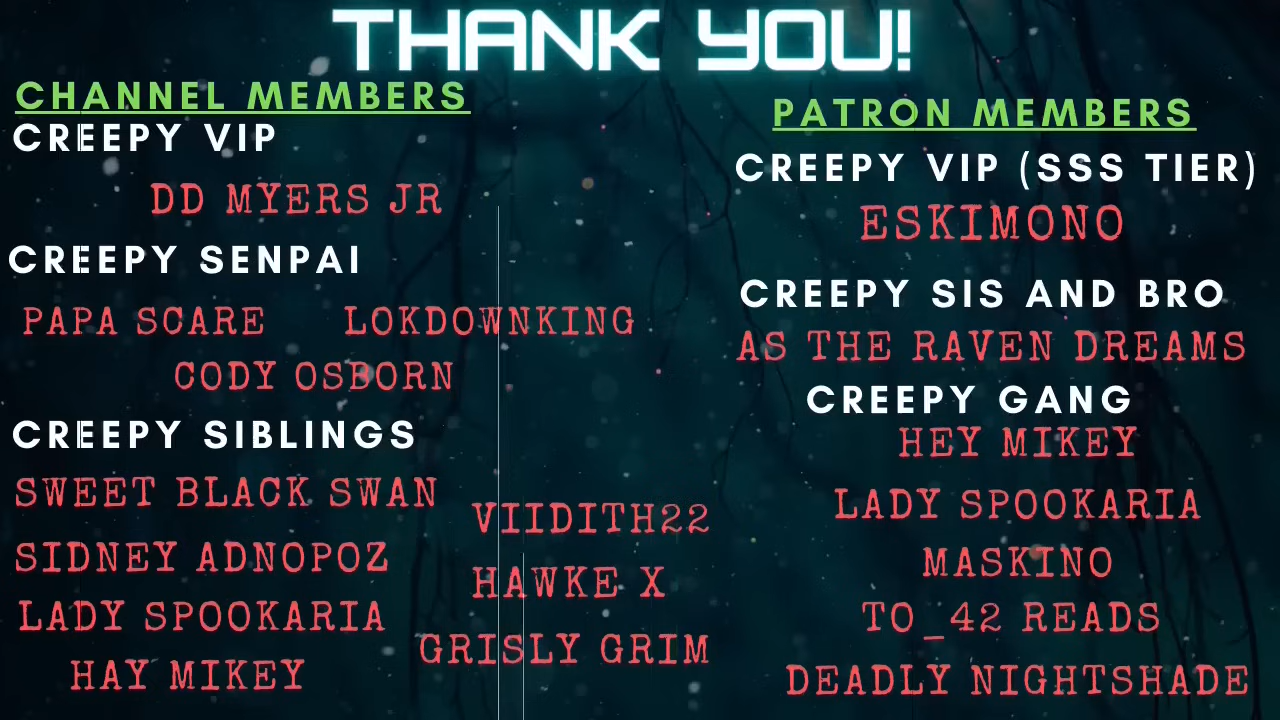 THANK YOU!
CHANNEL MEMBERS
CREEPY VIP
DD MYERS JR
CREEPY SENPAI
PAPA SCARE LOKDOWNKING
CODY OSBORN
CREEPY SIBLINGS
SWEET BLACK SWAN
SIDNEY ADNOPOZ
LADY SPOOKARIA
HAY MIKEY
VIIDITH22
HAWKE X
GRISLY GRIM
PATRON MEMBERS
CREEPY VIP (SSS TIER)
ESKIMONO
CREEPY SIS AND BRO
AS THE RAVEN DREAMS
CREEPY GANG
HEY MIKEY
LADY SPOOKARIA
MASKINO
TO_42 READS
DEADLY NIGHTSHADE